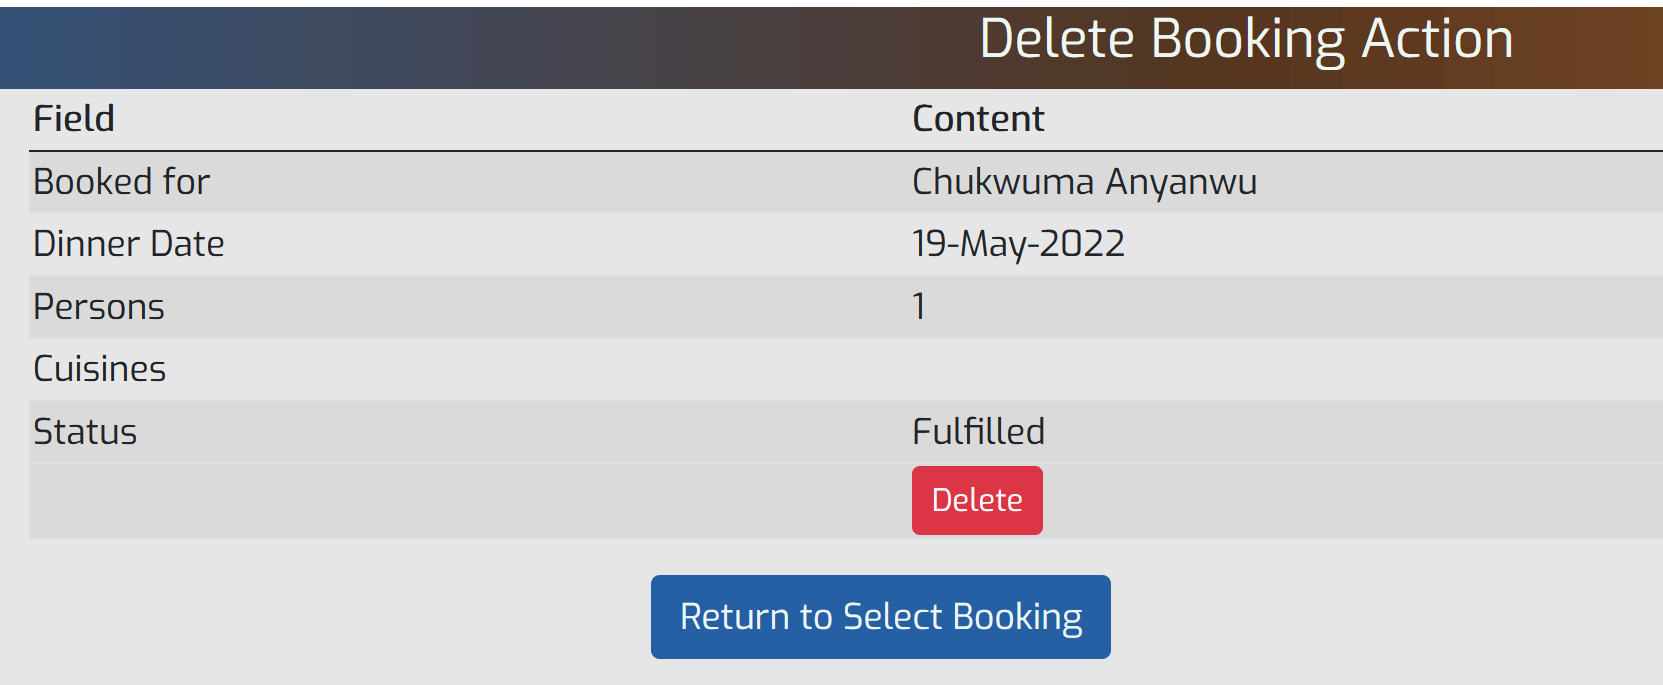 Delete Booking Action
Field Content
Booked for Chukwuma Anyanwu
Dinner Date 19-May-2022
Persons 1
Cuisines
Status Fulfilled
Delete
Return to Select Booking